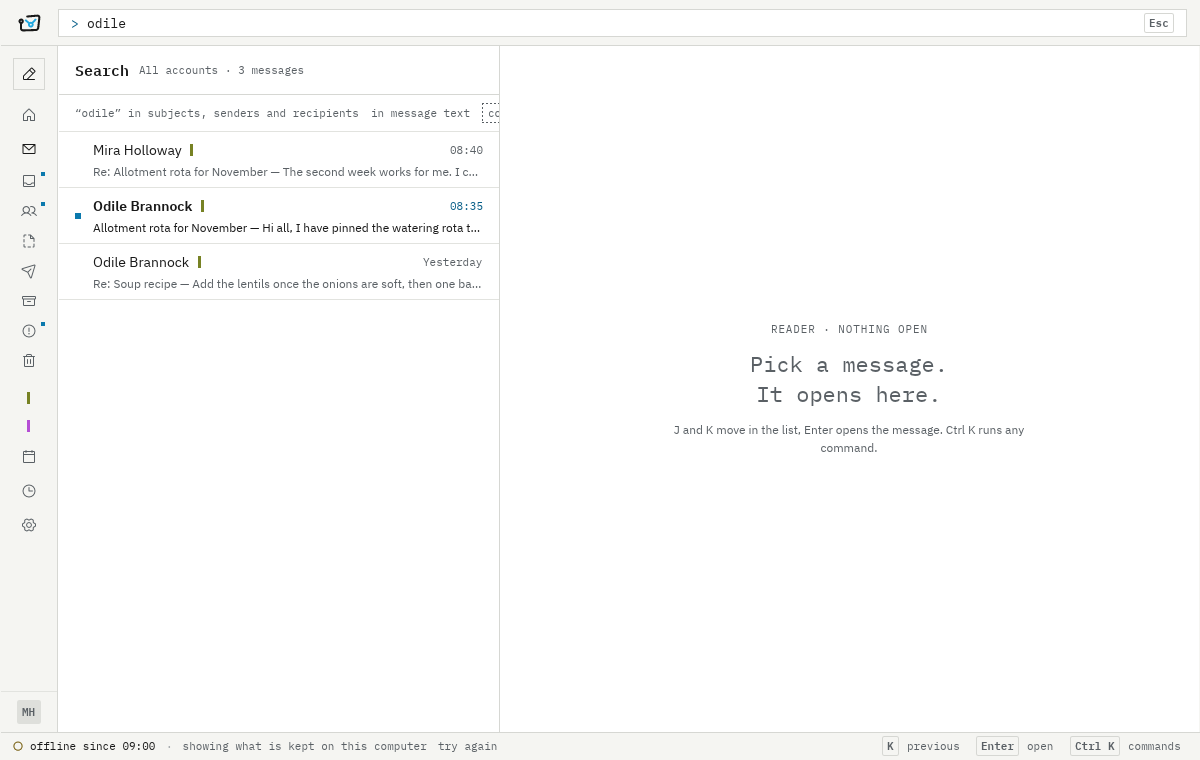 > odile
Esc
Search All accounts · 3 messages
“odile” in subjects, senders and recipients in message text
Mira Holloway 08:40
Re: Allotment rota for November — The second week works for me. I c…
Odile Brannock 08:35
Allotment rota for November — Hi all, I have pinned the watering rota t…
Odile Brannock Yesterday
Re: Soup recipe — Add the lentils once the onions are soft, then one ba…
READER · NOTHING OPEN
Pick a message.
It opens here.
J and K move in the list, Enter opens the message. Ctrl K runs any
command.
MH
offline since 09:00 · showing what is kept on this computer try again
K previous Enter open Ctrl K commands